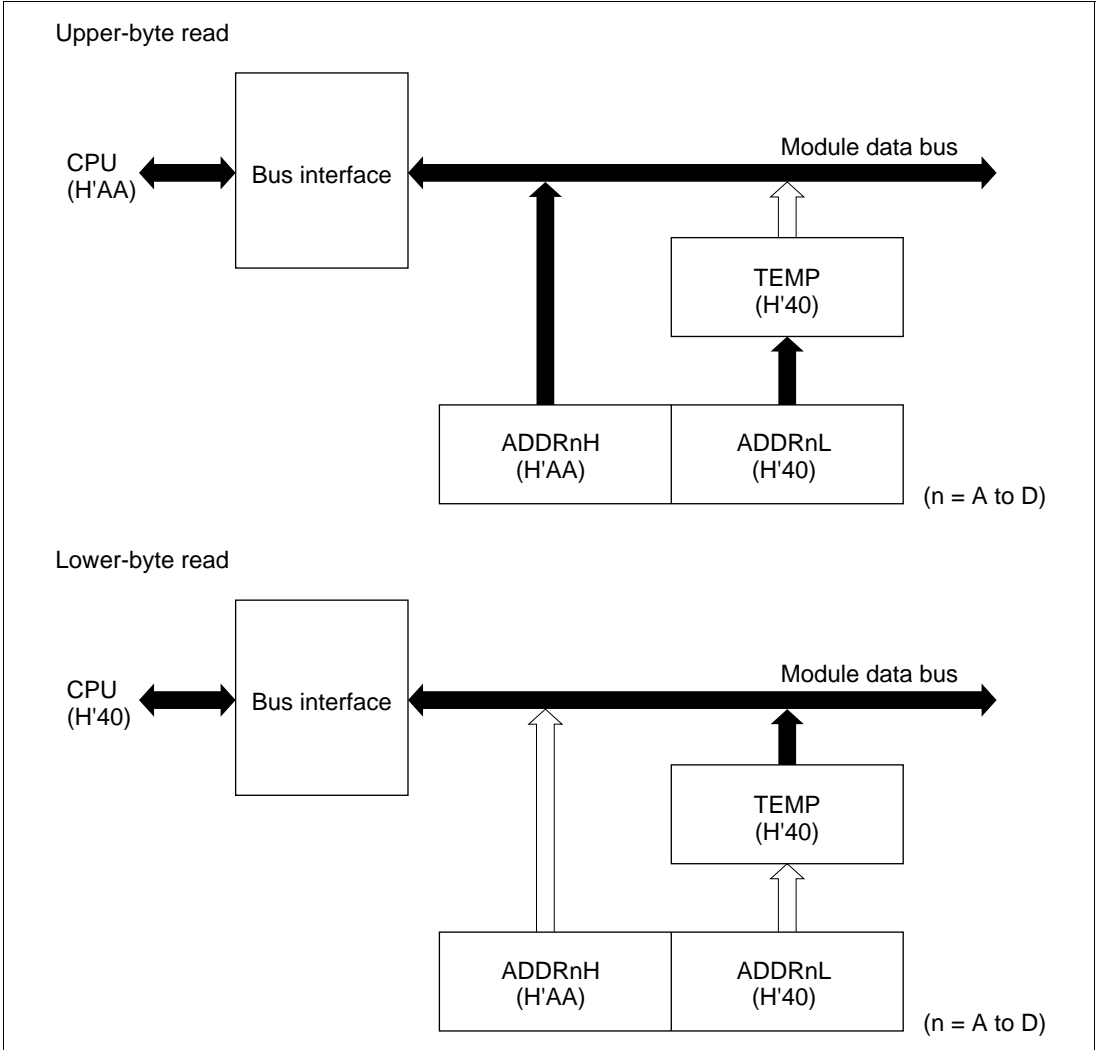 Upper-byte read
CPU
(H'AA)
Bus interface
Module data bus
TEMP
(H'40)
ADDRnH
(H'AA)
ADDRnL
(H'40)
(n = A to D)
Lower-byte read
CPU
(H'40)
Bus interface
Module data bus
TEMP
(H'40)
ADDRnH
(H'AA)
ADDRnL
(H'40)
(n = A to D)